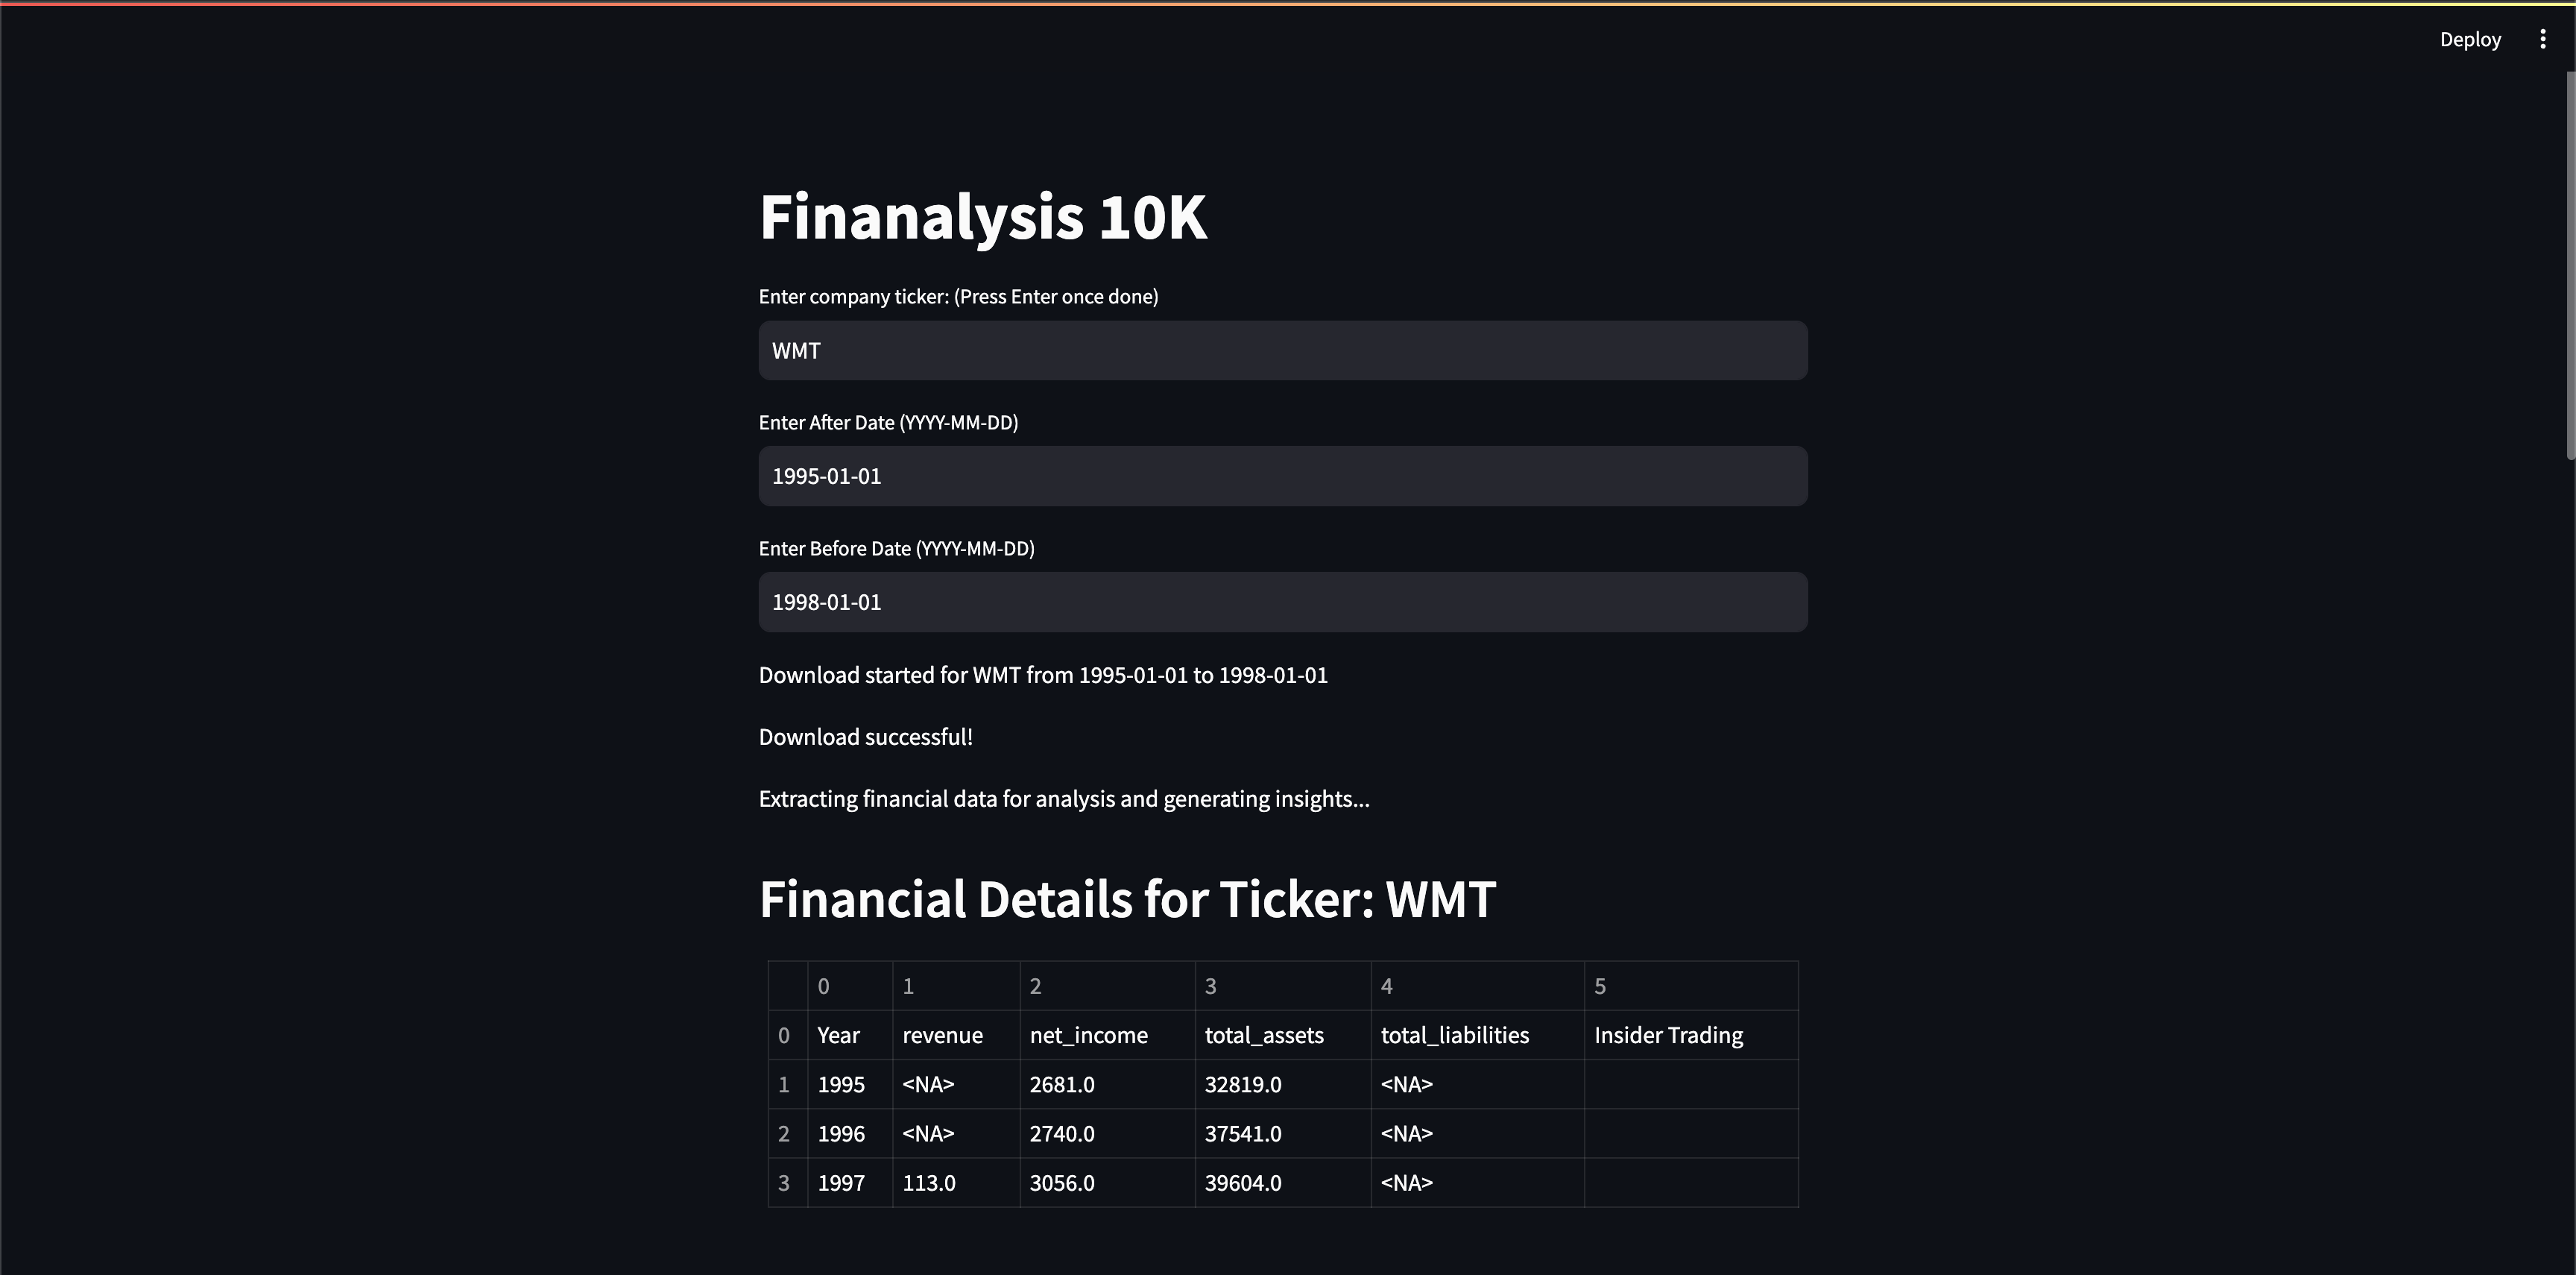 Deploy
Finanalysis 10K
Enter company ticker: (Press Enter once done)
WMT
Enter After Date (YYYY-MM-DD)
1995-01-01
Enter Before Date (YYYY-MM-DD)
1998-01-01
Download started for WMT from 1995-01-01 to 1998-01-01
Download successful!
Extracting financial data for analysis and generating insights...
Financial Details for Ticker: WMT
0 1 2 3 4 5
0 Year revenue net_income total_assets total_liabilities Insider Trading
1 1995 <NA> 2681.0 32819.0 <NA>
2 1996 <NA> 2740.0 37541.0 <NA>
3 1997 113.0 3056.0 39604.0 <NA>